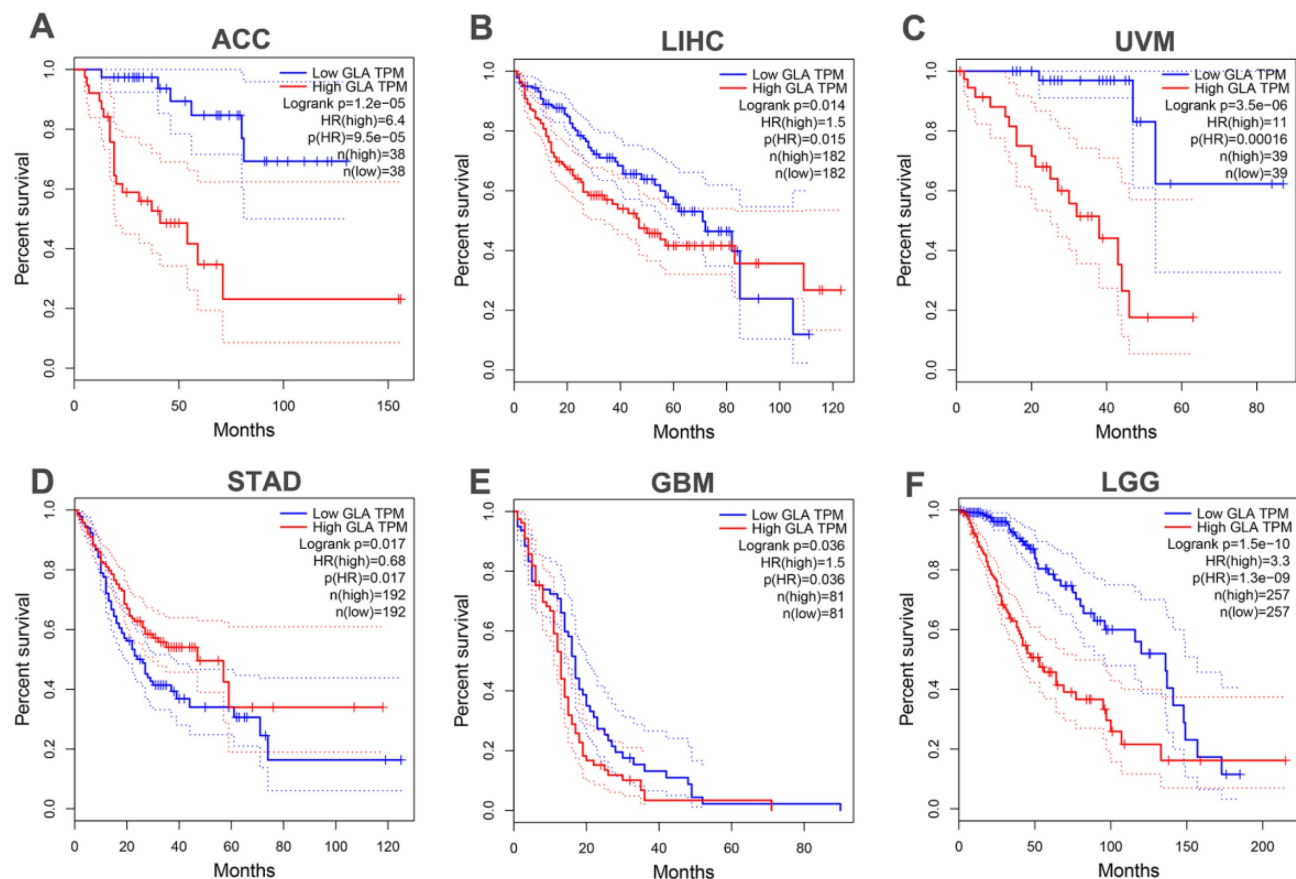 A
ACC
Percent survival
1.0
0.8
0.6
0.4
0.2
0.0
Low GLA TPM
High GLA TPM
Logrank p=1.2e-05
HR(high)=6.4
p(HR)=9.5e-05
n(high)=38
n(low)=38
0 50 100 150
Months
B
LIHC
Percent survival
1.0
0.8
0.6
0.4
0.2
0.0
Low GLA TPM
High GLA TPM
Logrank p=0.014
HR(high)=1.5
p(HR)=0.015
n(high)=182
n(low)=182
0 20 40 60 80 100 120
Months
C
UVM
Percent survival
1.0
0.8
0.6
0.4
0.2
0.0
Low GLA TPM
High GLA TPM
Logrank p=3.5e-06
HR(high)=11
p(HR)=0.00016
n(high)=39
n(low)=39
0 20 40 60 80
Months
D
STAD
Percent survival
1.0
0.8
0.6
0.4
0.2
0.0
Low GLA TPM
High GLA TPM
Logrank p=0.017
HR(high)=0.68
p(HR)=0.017
n(high)=192
n(low)=192
0 20 40 60 80 100 120
Months
E
GBM
Percent survival
1.0
0.8
0.6
0.4
0.2
0.0
Low GLA TPM
High GLA TPM
Logrank p=0.036
HR(high)=1.5
p(HR)=0.036
n(high)=81
n(low)=81
0 20 40 60 80
Months
F
LGG
Percent survival
1.0
0.8
0.6
0.4
0.2
0.0
Low GLA TPM
High GLA TPM
Logrank p=1.5e-10
HR(high)=3.3
p(HR)=1.3e-09
n(high)=257
n(low)=257
0 50 100 150 200
Months